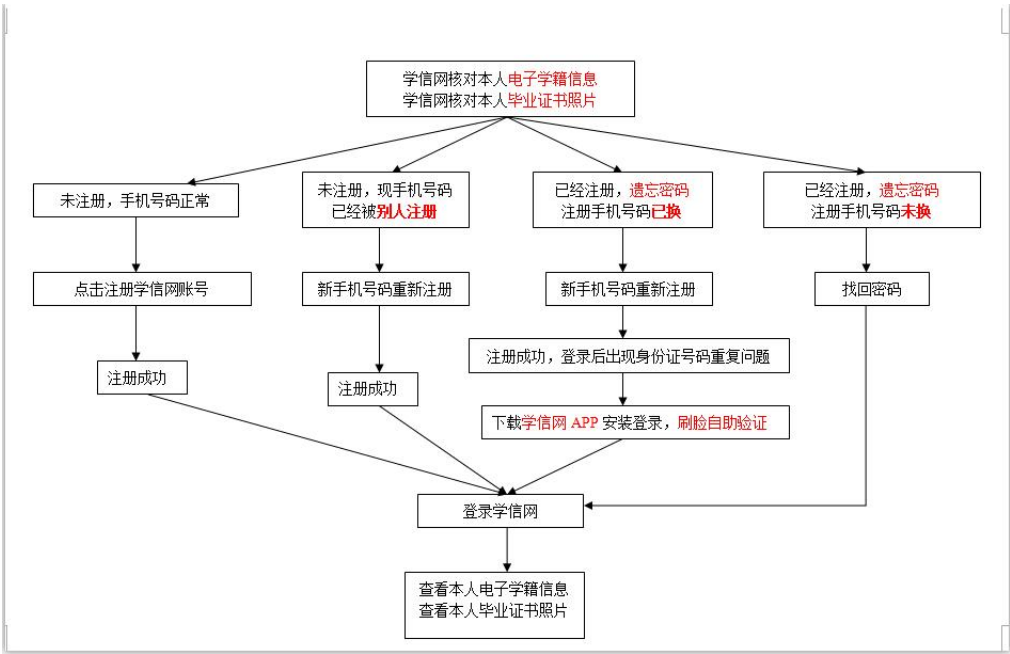 学信网核对本人电子学籍信息
学信网核对本人毕业证书照片
未注册，手机号码正常
未注册，现手机号码
已经被别人注册
已经注册，遗忘密码
注册手机号码已换
已经注册，遗忘密码
注册手机号码未换
点击注册学信网账号
新手机号码重新注册
新手机号码重新注册
找回密码
注册成功，登录后出现身份证号码重复问题
注册成功
注册成功
下载学信网 APP 安装登录，刷脸自助验证
登录学信网
查看本人电子学籍信息
查看本人毕业证书照片